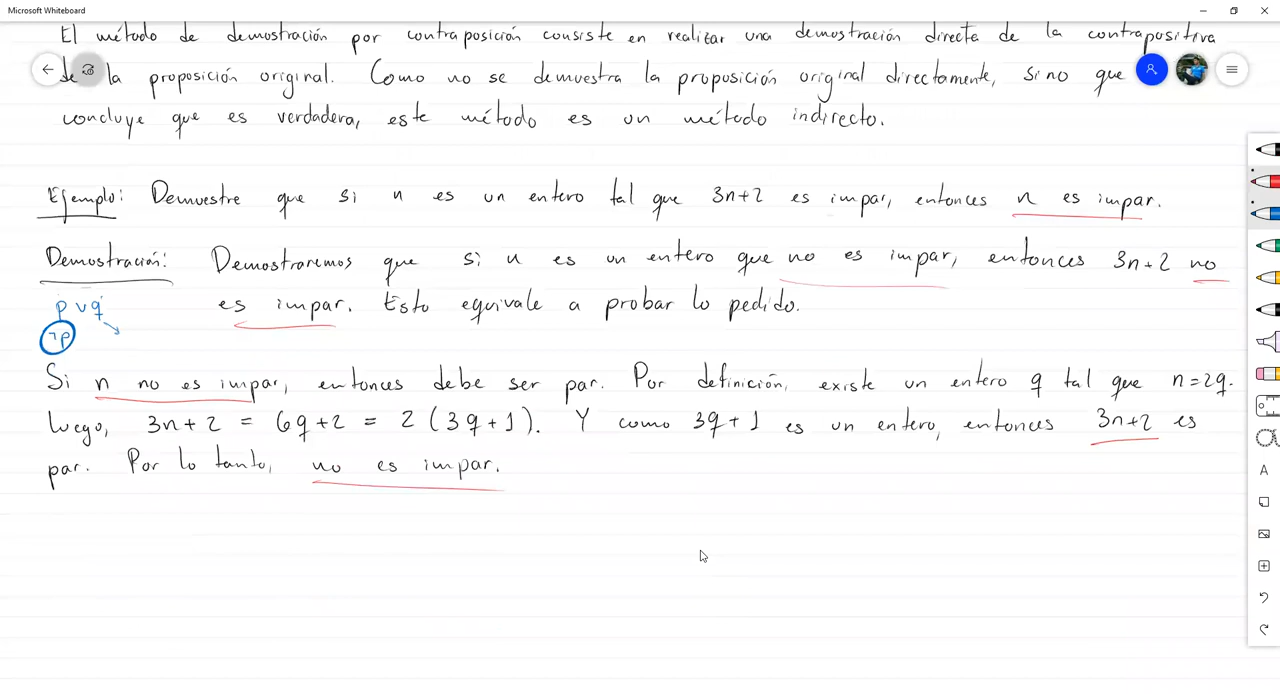 Microsoft Whiteboard
El método de demostración por contraposición consiste en realizar una demostración directa de la contrapositiva
de la proposición original. Como no se demuestra la proposición original directamente, sino que
concluye que es verdadera, este método es un método indirecto.
Ejemplo: Demuestre que si n es un entero tal que 3n+2 es impar, entonces n es impar.
Demostración: Demostraremos que si n es un entero que no es impar, entonces 3n+2 no
es impar. Esto equivale a probar lo pedido.
p ∨ q
¬p
Si n no es impar, entonces debe ser par. Por definición, existe un entero q tal que n=2q.
Luego, 3n+2 = 6q+2 = 2(3q+1). Y como 3q+1 es un entero, entonces 3n+2 es
par. Por lo tanto, no es impar.
A